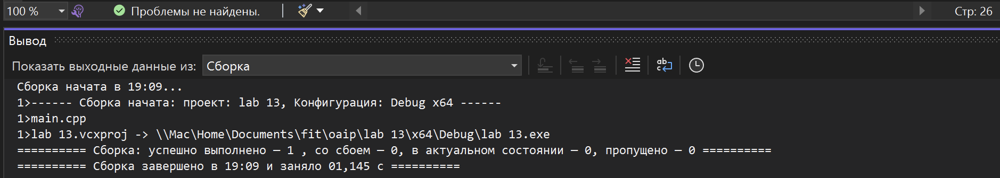 100 %
Проблемы не найдены.
Стр: 26
Вывод
Показать выходные данные из: Сборка
Сборка начата в 19:09...
1>------ Сборка начата: проект: lab 13, Конфигурация: Debug x64 ------
1>main.cpp
1>lab 13.vcxproj -> \\Mac\Home\Documents\fit\oaip\lab 13\x64\Debug\lab 13.exe
========== Сборка: успешно выполнено — 1 , со сбоем — 0, в актуальном состоянии — 0, пропущено — 0 ==========
========== Сборка завершено в 19:09 и заняло 01,145 с ==========